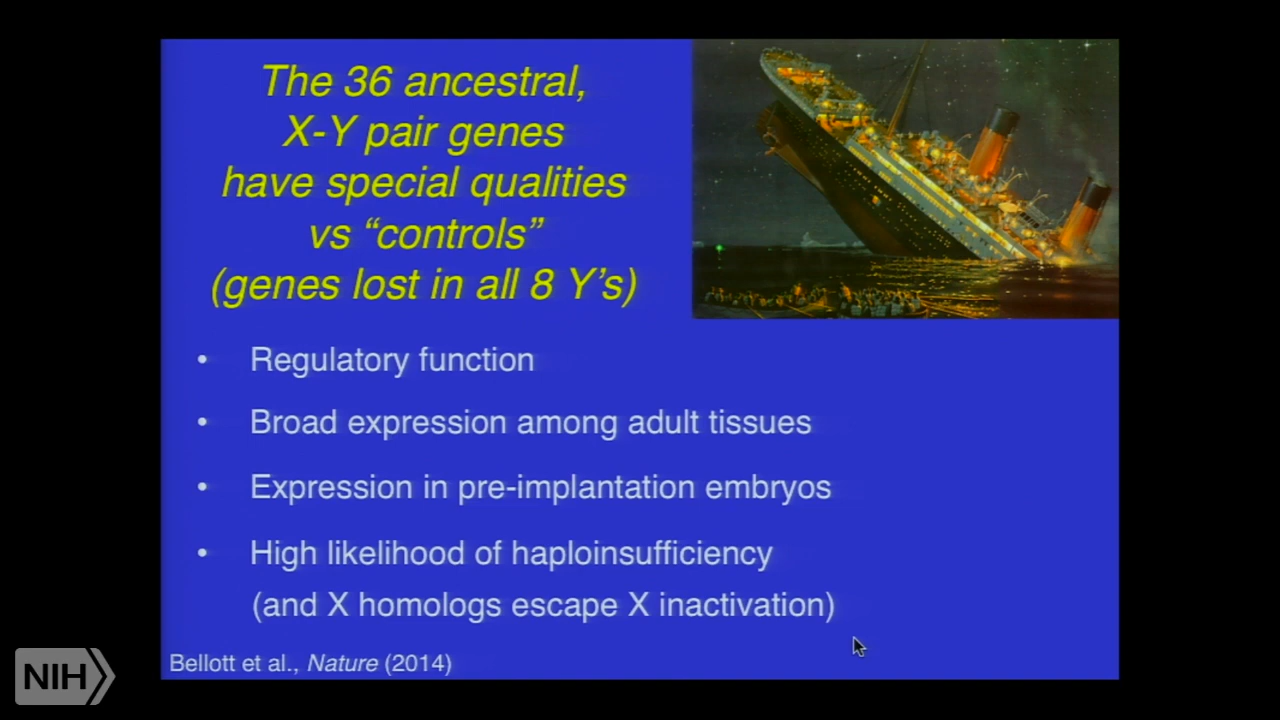 The 36 ancestral,
X-Y pair genes
have special qualities
vs “controls”
(genes lost in all 8 Y’s)
• Regulatory function
• Broad expression among adult tissues
• Expression in pre-implantation embryos
• High likelihood of haploinsufficiency
(and X homologs escape X inactivation)
Bellott et al., Nature (2014)
NIH